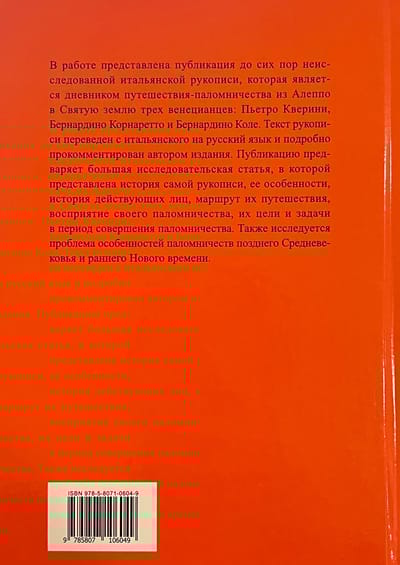 В работе представлена публикация до сих пор неис-
следованной итальянской рукописи, которая являет-
ся дневником путешествия-паломничества из Алеппо
в Святую землю трех венецианцев: Пьетро Кверини,
Бернардино Корнаретто и Бернардино Коле. Текст рукопи-
си переведен с итальянского на русский язык и подробно
прокомментирован автором издания. Публикацию пред-
варяет большая исследовательская статья, в которой
представлена история самой рукописи, ее особенности,
история действующих лиц, маршрут их путешествия,
восприятие своего паломничества, их цели и задачи
в период совершения паломничества. Также исследуется
проблема особенностей паломничеств позднего Средневе-
ковья и раннего Нового времени.
ISBN 978-5-8071-0604-9
9 785807 106049